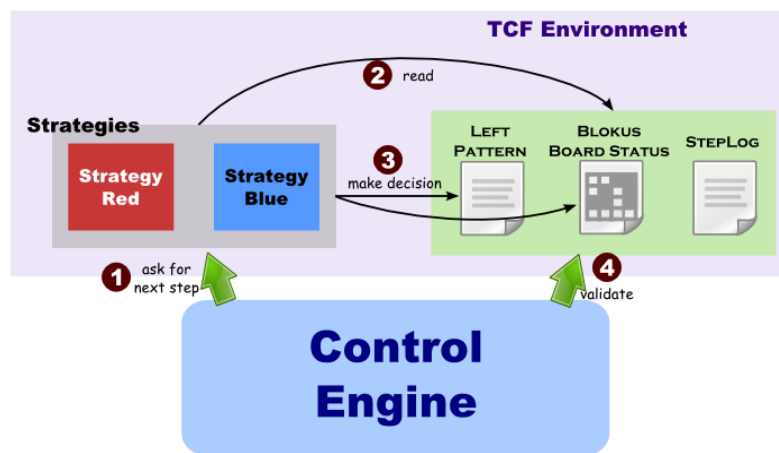 TCF Environment
2 read
Strategies
Strategy
Red
Strategy
Blue
3
make decision
LEFT
PATTERN
BLOKUS
BOARD STATUS
STEPLOG
1 ask for
next step
4
validate
Control
Engine